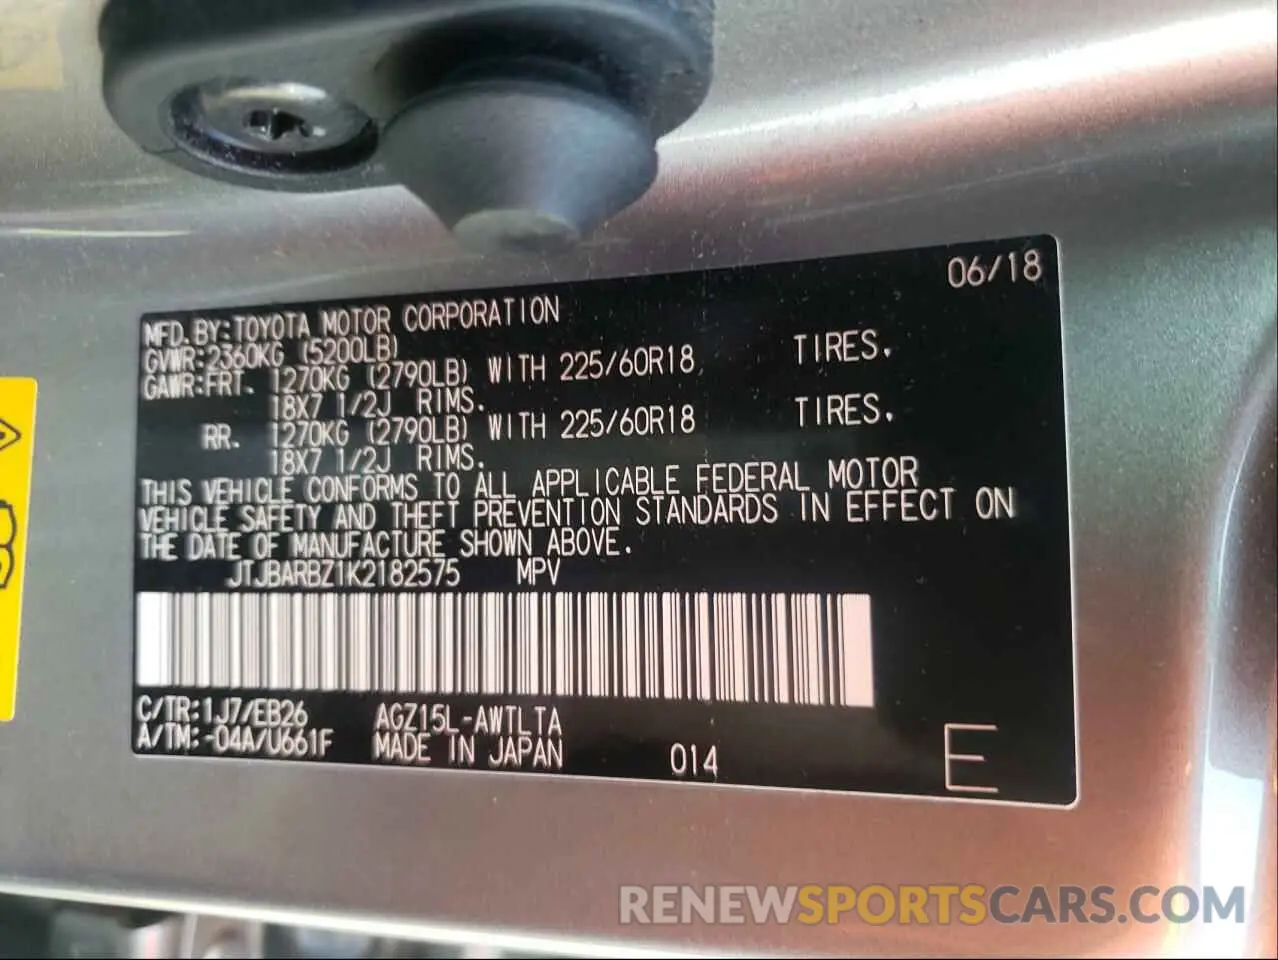 06/18
MFD. BY: TOYOTA MOTOR CORPORATION
GVWR: 2360KG (5200LB)
GAWR: FRT. 1270KG (2790LB) WITH 225/60R18 TIRES.
18X7 1/2J RIMS.
RR. 1270KG (2790LB) WITH 225/60R18 TIRES.
18X7 1/2J RIMS.
THIS VEHICLE CONFORMS TO ALL APPLICABLE FEDERAL MOTOR
VEHICLE SAFETY AND THEFT PREVENTION STANDARDS IN EFFECT ON
THE DATE OF MANUFACTURE SHOWN ABOVE.
JTJBARBZ1K2182575 MPV
C/TR: 1J7/EB26 AGZ15L-AWTLTA
A/TM: -04A/U661F MADE IN JAPAN 014 E
RENEWSPORTSCARS.COM